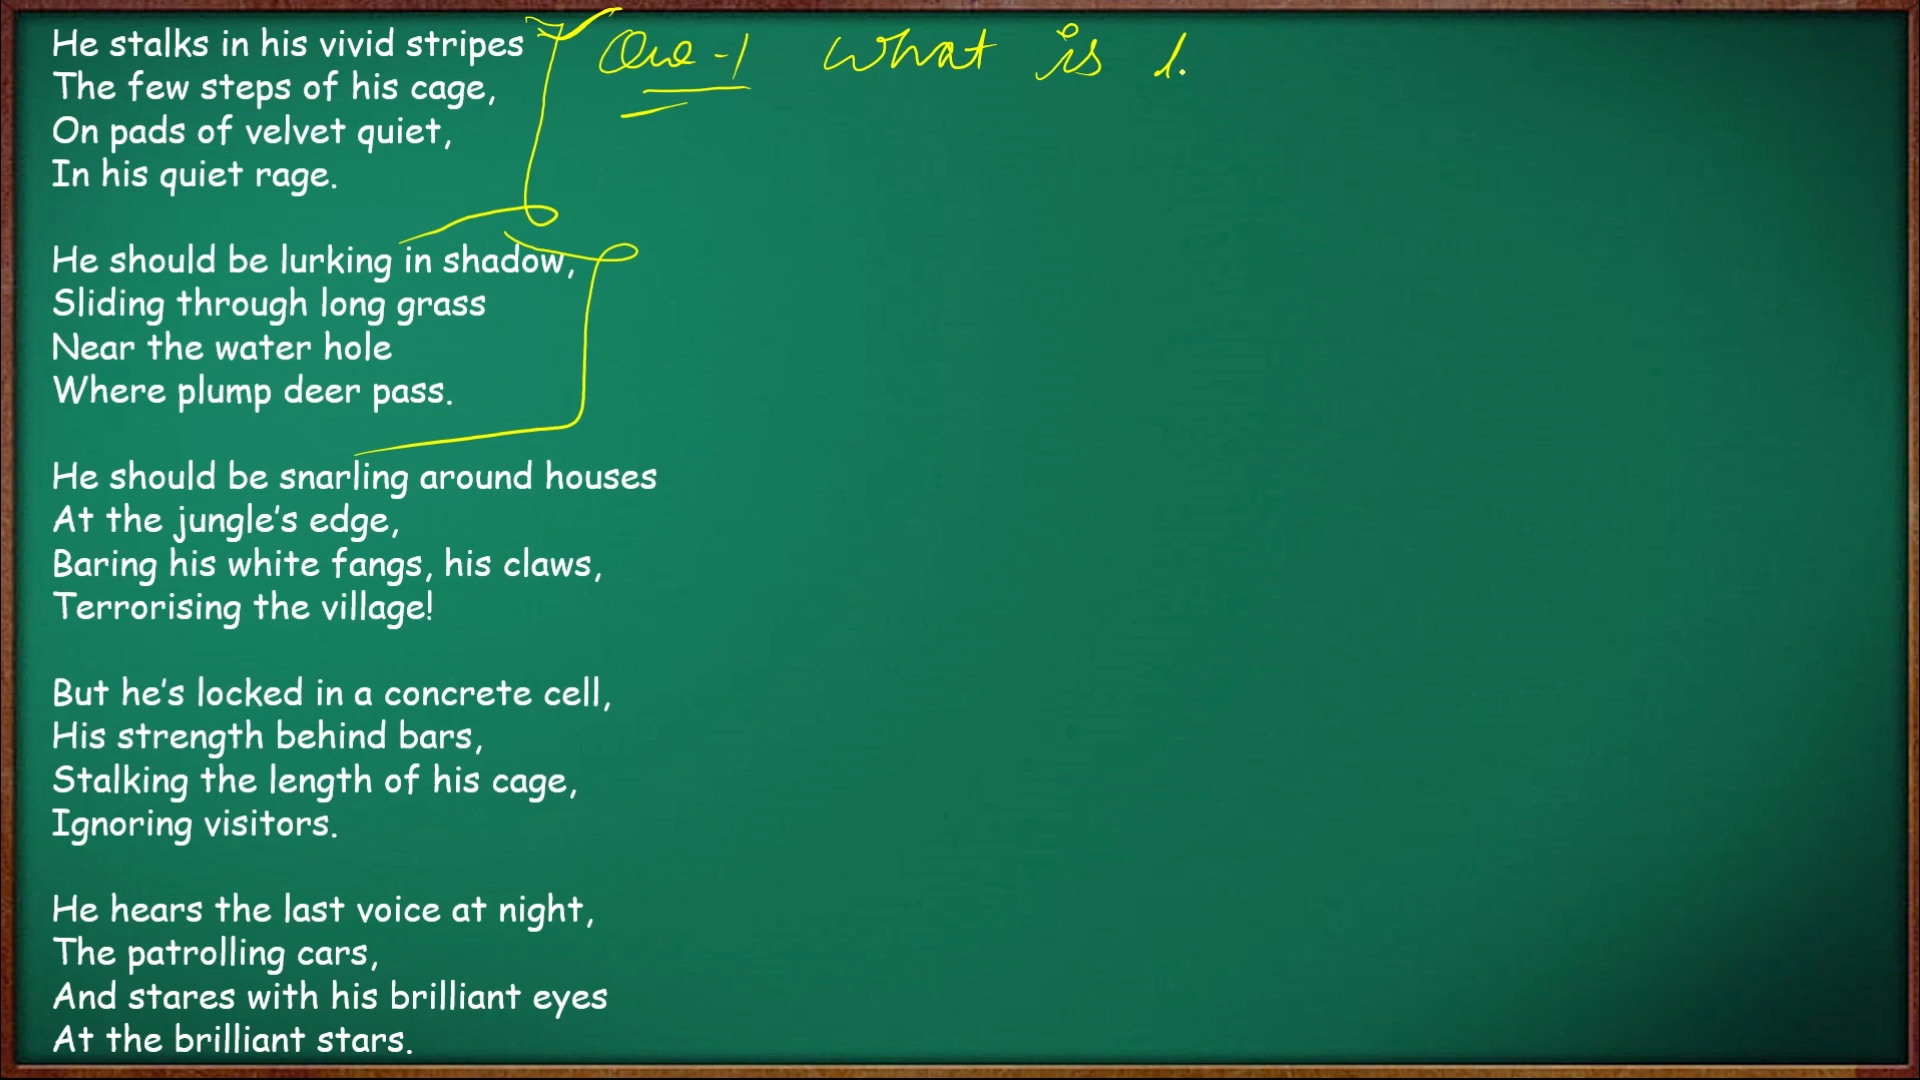 He stalks in his vivid stripes
The few steps of his cage,
On pads of velvet quiet,
In his quiet rage.
He should be lurking in shadow,
Sliding through long grass
Near the water hole
Where plump deer pass.
He should be snarling around houses
At the jungle's edge,
Baring his white fangs, his claws,
Terrorising the village!
But he's locked in a concrete cell,
His strength behind bars,
Stalking the length of his cage,
Ignoring visitors.
He hears the last voice at night,
The patrolling cars,
And stares with his brilliant eyes
At the brilliant stars.
Que-1 What is